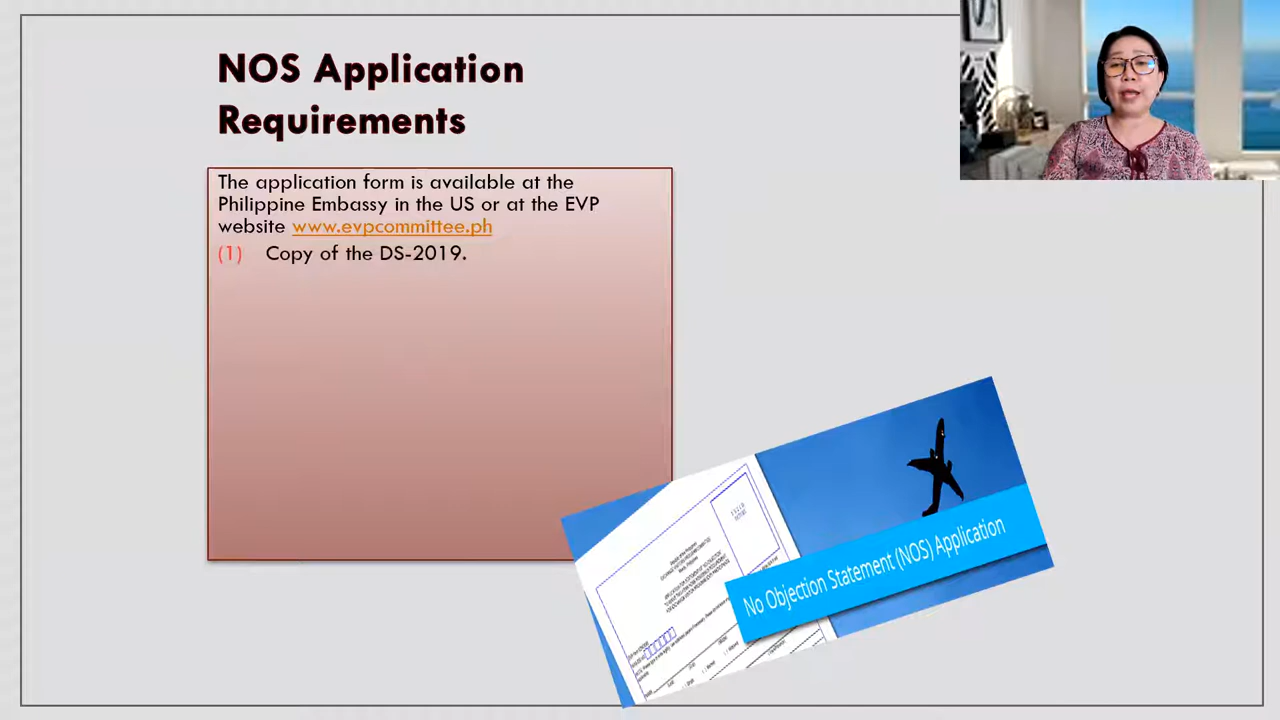 NOS Application
Requirements
The application form is available at the
Philippine Embassy in the US or at the EVP
website www.evpcommittee.ph
(1) Copy of the DS-2019.
No Objection Statement (NOS) Application